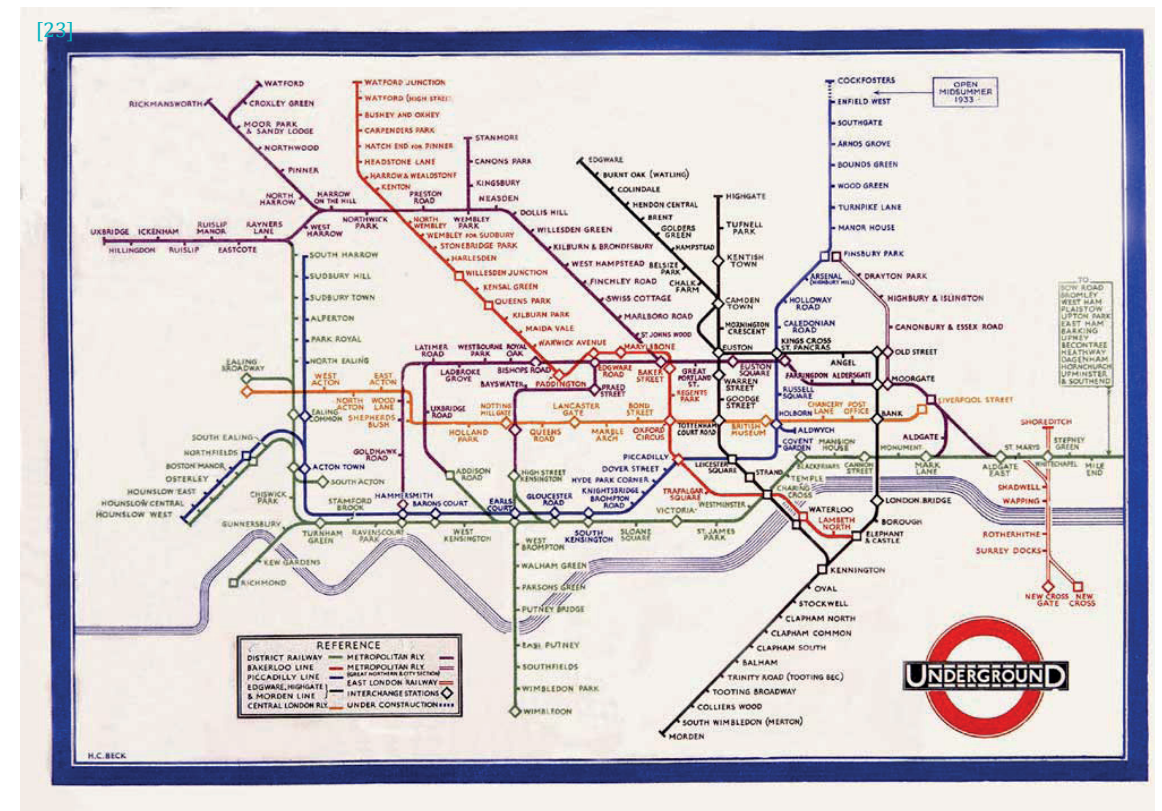 [23]
WATFORD
RICKMANSWORTH
CROXLEY GREEN
MOOR PARK
& SANDY LODGE
NORTHWOOD
PINNER
NORTH
HARROW
HARROW
ON THE HILL
WEST
HARROW
NORTHWICK
PARK
PRESTON
ROAD
WEMBLEY
PARK
UXBRIDGE
ICKENHAM
RUISLIP
MANOR
RAYNERS
LANE
HILLINGDON
RUISLIP
EASTCOTE
WATFORD JUNCTION
WATFORD (HIGH STREET)
BUSHEY AND OXHEY
CARPENDERS PARK
HATCH END FOR PINNER
HEADSTONE LANE
HARROW & WEALDSTONE
KENTON
NORTH
WEMBLEY
WEMBLEY FOR SUDBURY
STONEBRIDGE PARK
HARLESDEN
WILLESDEN JUNCTION
KENSAL GREEN
QUEENS PARK
KILBURN PARK
MAIDA VALE
WARWICK AVENUE
STANMORE
CANONS PARK
KINGSBURY
NEASDEN
DOLLIS HILL
WILLESDEN GREEN
KILBURN & BRONDESBURY
WEST HAMPSTEAD
FINCHLEY ROAD
SWISS COTTAGE
MARLBORO ROAD
ST JOHNS WOOD
EDGWARE
BURNT OAK (WATLING)
COLINDALE
HENDON CENTRAL
BRENT
GOLDERS
GREEN
HAMPSTEAD
BELSIZE
PARK
CHALK
FARM
HIGHGATE
TUFNELL
PARK
KENTISH
TOWN
CAMDEN
TOWN
MORNINGTON
CRESCENT
EUSTON
COCKFOSTERS
OPEN
MIDSUMMER
1933
ENFIELD WEST
SOUTHGATE
ARNOS GROVE
BOUNDS GREEN
WOOD GREEN
TURNPIKE LANE
MANOR HOUSE
FINSBURY PARK
ARSENAL
(HIGHBURY HILL)
HOLLOWAY
ROAD
CALEDONIAN
ROAD
KINGS CROSS
ST. PANCRAS
DRAYTON PARK
HIGHBURY & ISLINGTON
CANONBURY & ESSEX ROAD
OLD STREET
ANGEL
MOORGATE
TO
BOW ROAD
BROMLEY
WEST HAM
PLAISTOW
UPTON PARK
EAST HAM
BARKING
UPNEY
BECONTREE
HEATHWAY
DAGENHAM
HORNCHURCH
UPMINSTER
& SOUTHEND
SOUTH HARROW
SUDBURY HILL
SUDBURY TOWN
ALPERTON
PARK ROYAL
NORTH EALING
EALING
BROADWAY
EALING
COMMON
WEST
ACTON
EAST
ACTON
NORTH
ACTON
WOOD
LANE
SHEPHERDS
BUSH
HOLLAND
PARK
NOTTING
HILL GATE
QUEENS
ROAD
LANCASTER
GATE
MARBLE
ARCH
BOND
STREET
OXFORD
CIRCUS
TOTTENHAM
COURT ROAD
BRITISH
MUSEUM
HOLBORN
CHANCERY
LANE
POST
OFFICE
BANK
LIVERPOOL STREET
LATIMER
ROAD
LADBROKE
GROVE
WESTBOURNE
PARK
ROYAL
OAK
BISHOPS ROAD
PADDINGTON
BAYSWATER
PRAED
STREET
EDGWARE
ROAD
MARYLEBONE
BAKER
STREET
GREAT
PORTLAND
ST.
REGENTS
PARK
WARREN
STREET
GOODGE
STREET
EUSTON
SQUARE
RUSSELL
SQUARE
FARRINGDON
ALDERSGATE
UXBRIDGE
ROAD
GOLDHAWK
ROAD
HAMMERSMITH
ADDISON
ROAD
HIGH STREET
KENSINGTON
ALDWYCH
COVENT
GARDEN
PICCADILLY
LEICESTER
SQUARE
DOVER STREET
HYDE PARK CORNER
KNIGHTSBRIDGE
BROMPTON
ROAD
SOUTH EALING
NORTHFIELDS
BOSTON MANOR
OSTERLEY
HOUNSLOW EAST
HOUNSLOW CENTRAL
HOUNSLOW WEST
ACTON TOWN
SOUTH ACTON
CHISWICK
PARK
GUNNERSBURY
KEW GARDENS
RICHMOND
TURNHAM
GREEN
STAMFORD
BROOK
RAVENSCOURT
PARK
BARONS COURT
WEST
KENSINGTON
EARLS
COURT
GLOUCESTER
ROAD
SOUTH
KENSINGTON
SLOANE
SQUARE
VICTORIA
ST. JAMES
PARK
WESTMINSTER
CHARING
CROSS
STRAND
TRAFALGAR
SQUARE
TEMPLE
BLACKFRIARS
MANSION
HOUSE
CANNON
STREET
MONUMENT
MARK
LANE
ALDGATE
ALDGATE
EAST
ST MARYS
WHITECHAPEL
STEPNEY
GREEN
MILE
END
SHOREDITCH
SHADWELL
WAPPING
ROTHERHITHE
SURREY DOCKS
NEW CROSS
GATE
NEW
CROSS
WATERLOO
LAMBETH
NORTH
ELEPHANT
& CASTLE
BOROUGH
LONDON BRIDGE
KENNINGTON
OVAL
STOCKWELL
CLAPHAM NORTH
CLAPHAM COMMON
CLAPHAM SOUTH
BALHAM
TRINITY ROAD (TOOTING BEC)
TOOTING BROADWAY
COLLIERS WOOD
SOUTH WIMBLEDON (MERTON)
MORDEN
WEST
BROMPTON
WALHAM GREEN
PARSONS GREEN
PUTNEY BRIDGE
EAST PUTNEY
SOUTHFIELDS
WIMBLEDON PARK
WIMBLEDON
REFERENCE
DISTRICT RAILWAY
BAKERLOO LINE
PICCADILLY LINE
EDGWARE, HIGHGATE
& MORDEN LINE
CENTRAL LONDON RLY.
METROPOLITAN RLY.
METROPOLITAN RLY.
(GREAT NORTHERN & CITY SECTION)
EAST LONDON RAILWAY
INTERCHANGE STATIONS
UNDER CONSTRUCTION
UNDERGROUND
H.C. BECK